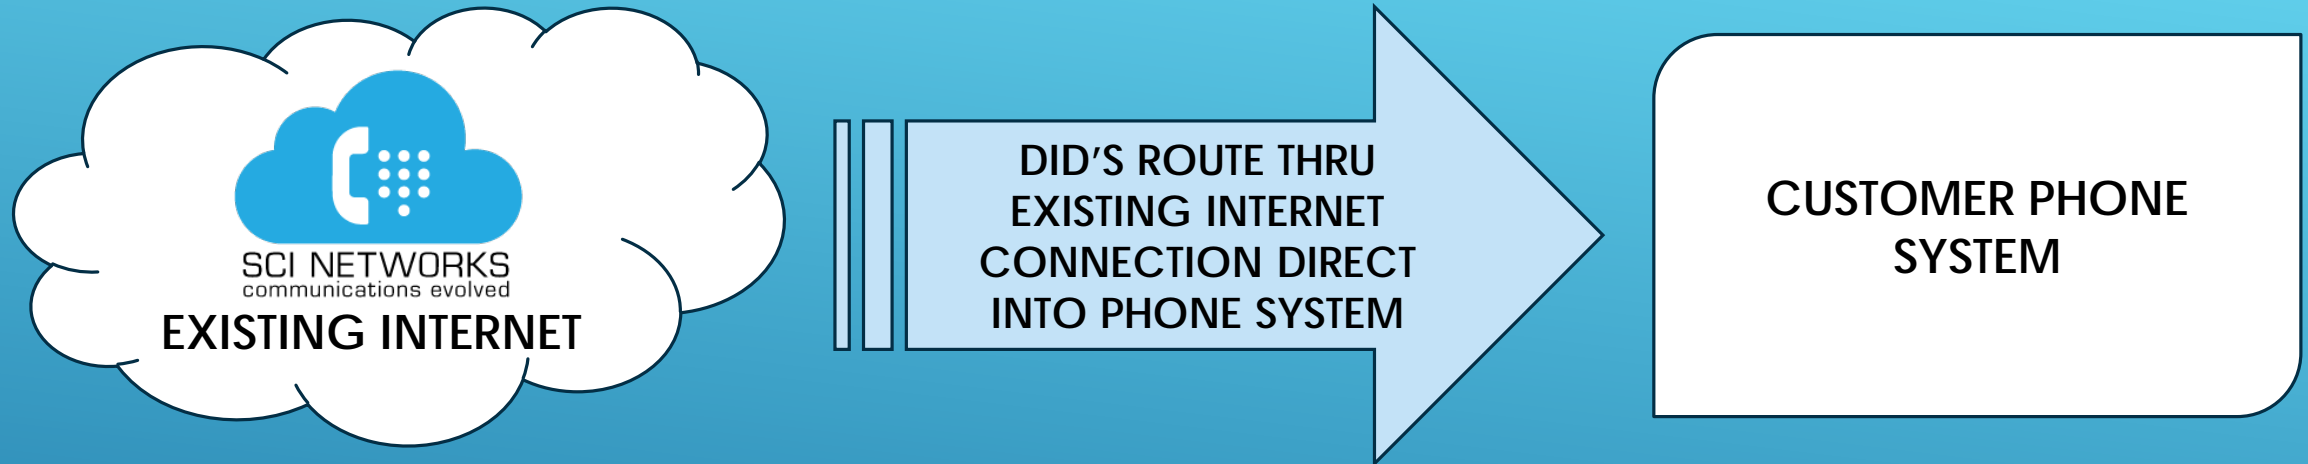 SCI NETWORKS
communications evolved
EXISTING INTERNET
DID'S ROUTE THRU
EXISTING INTERNET
CONNECTION DIRECT
INTO PHONE SYSTEM
CUSTOMER PHONE
SYSTEM